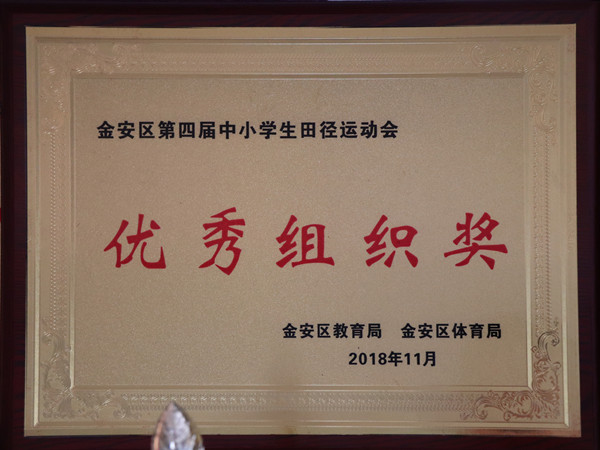 金安区第四届中小学生田径运动会
优秀组织奖
金安区教育局 金安区体育局
2018年11月